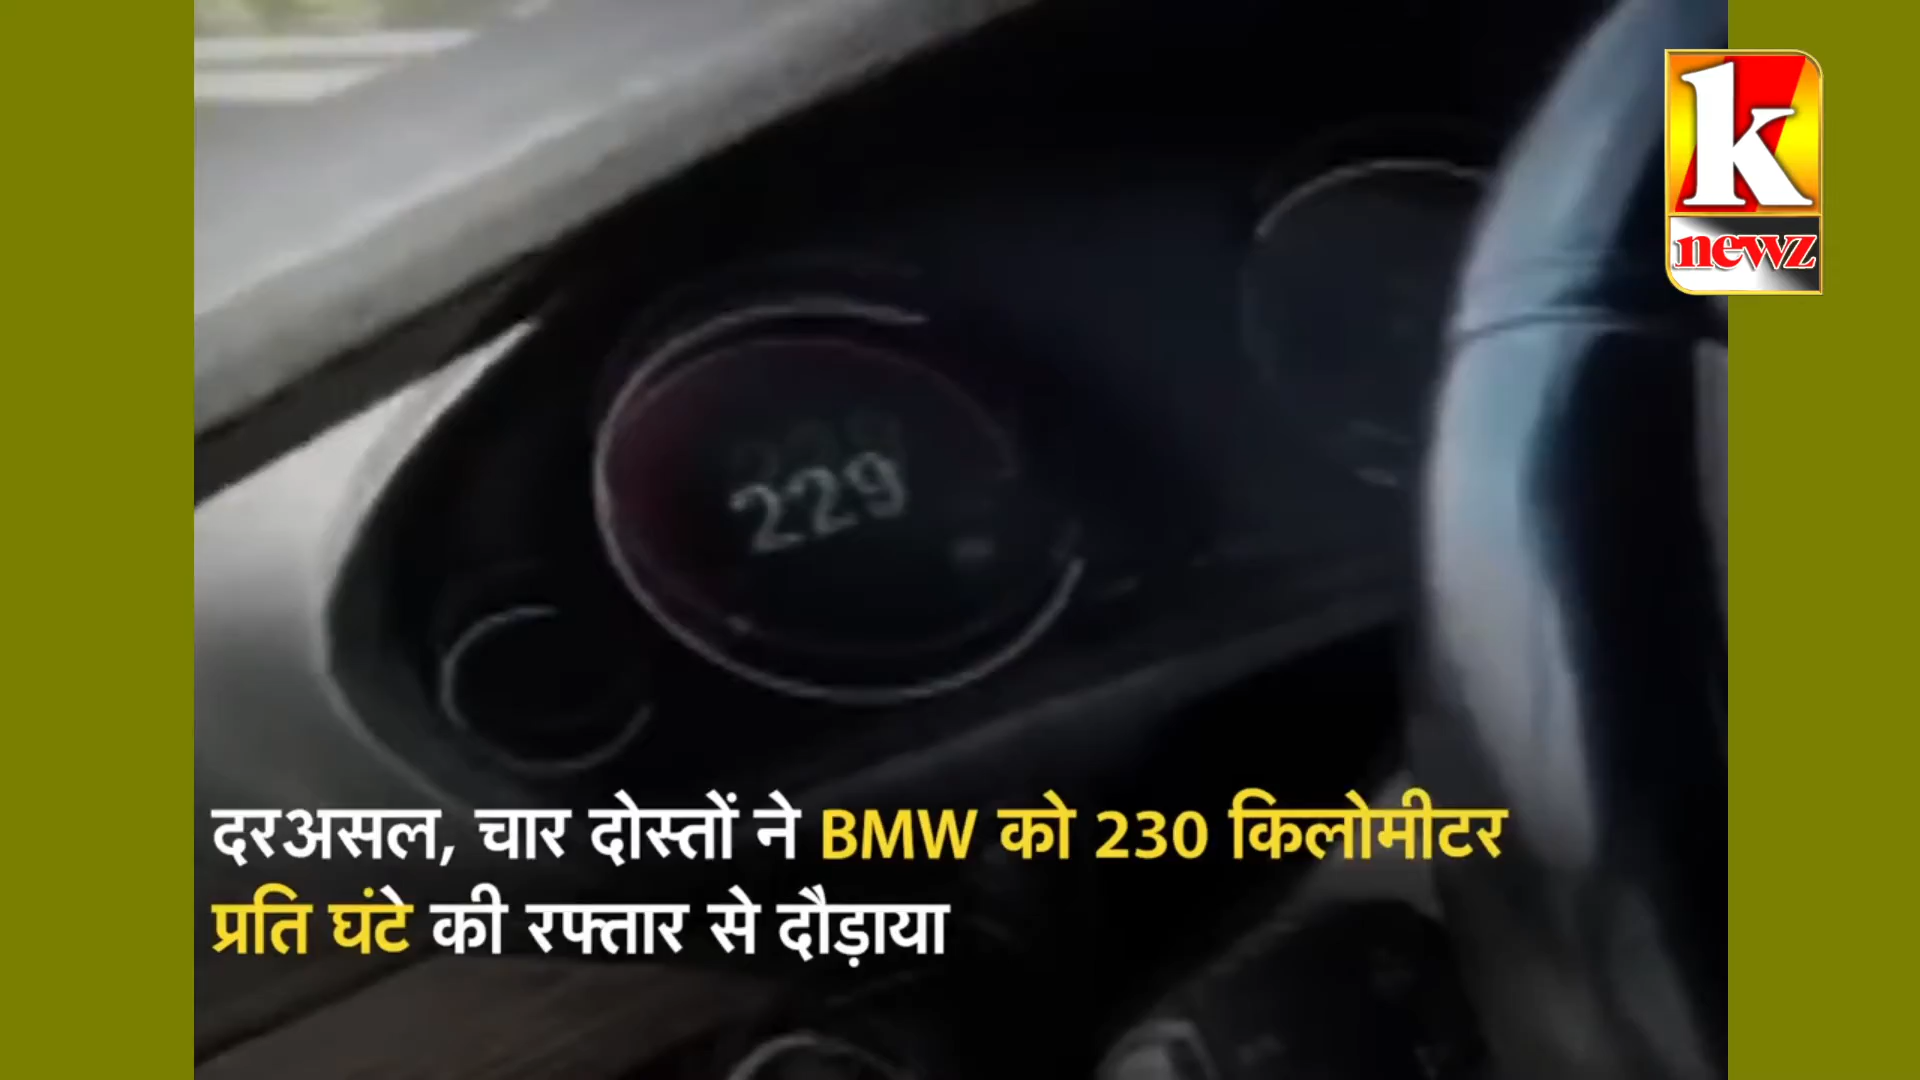 k
newz
229
दरअसल, चार दोस्तों ने BMW को 230 किलोमीटर
प्रति घंटे की रफ्तार से दौड़ाया